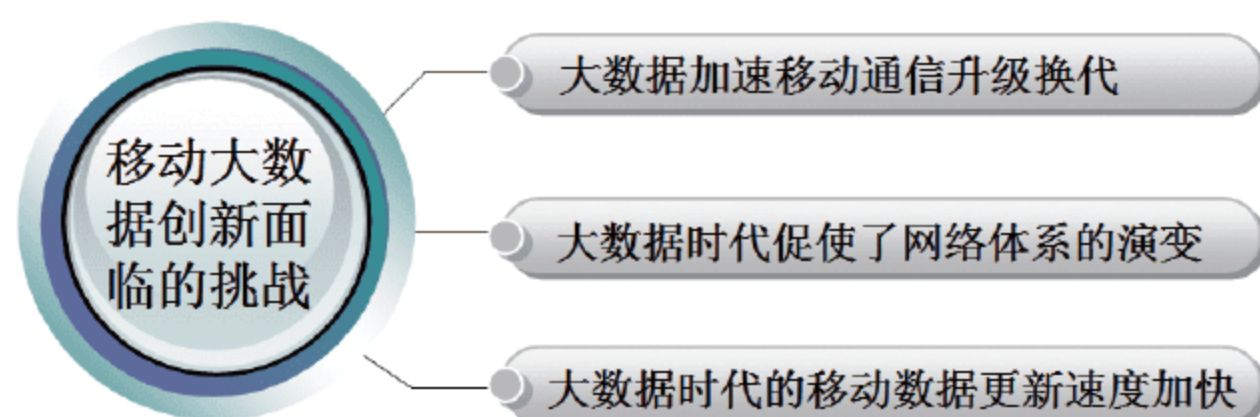 移动大数
据创新面
临的挑战
大数据加速移动通信升级换代
大数据时代促使了网络体系的演变
大数据时代的移动数据更新速度加快